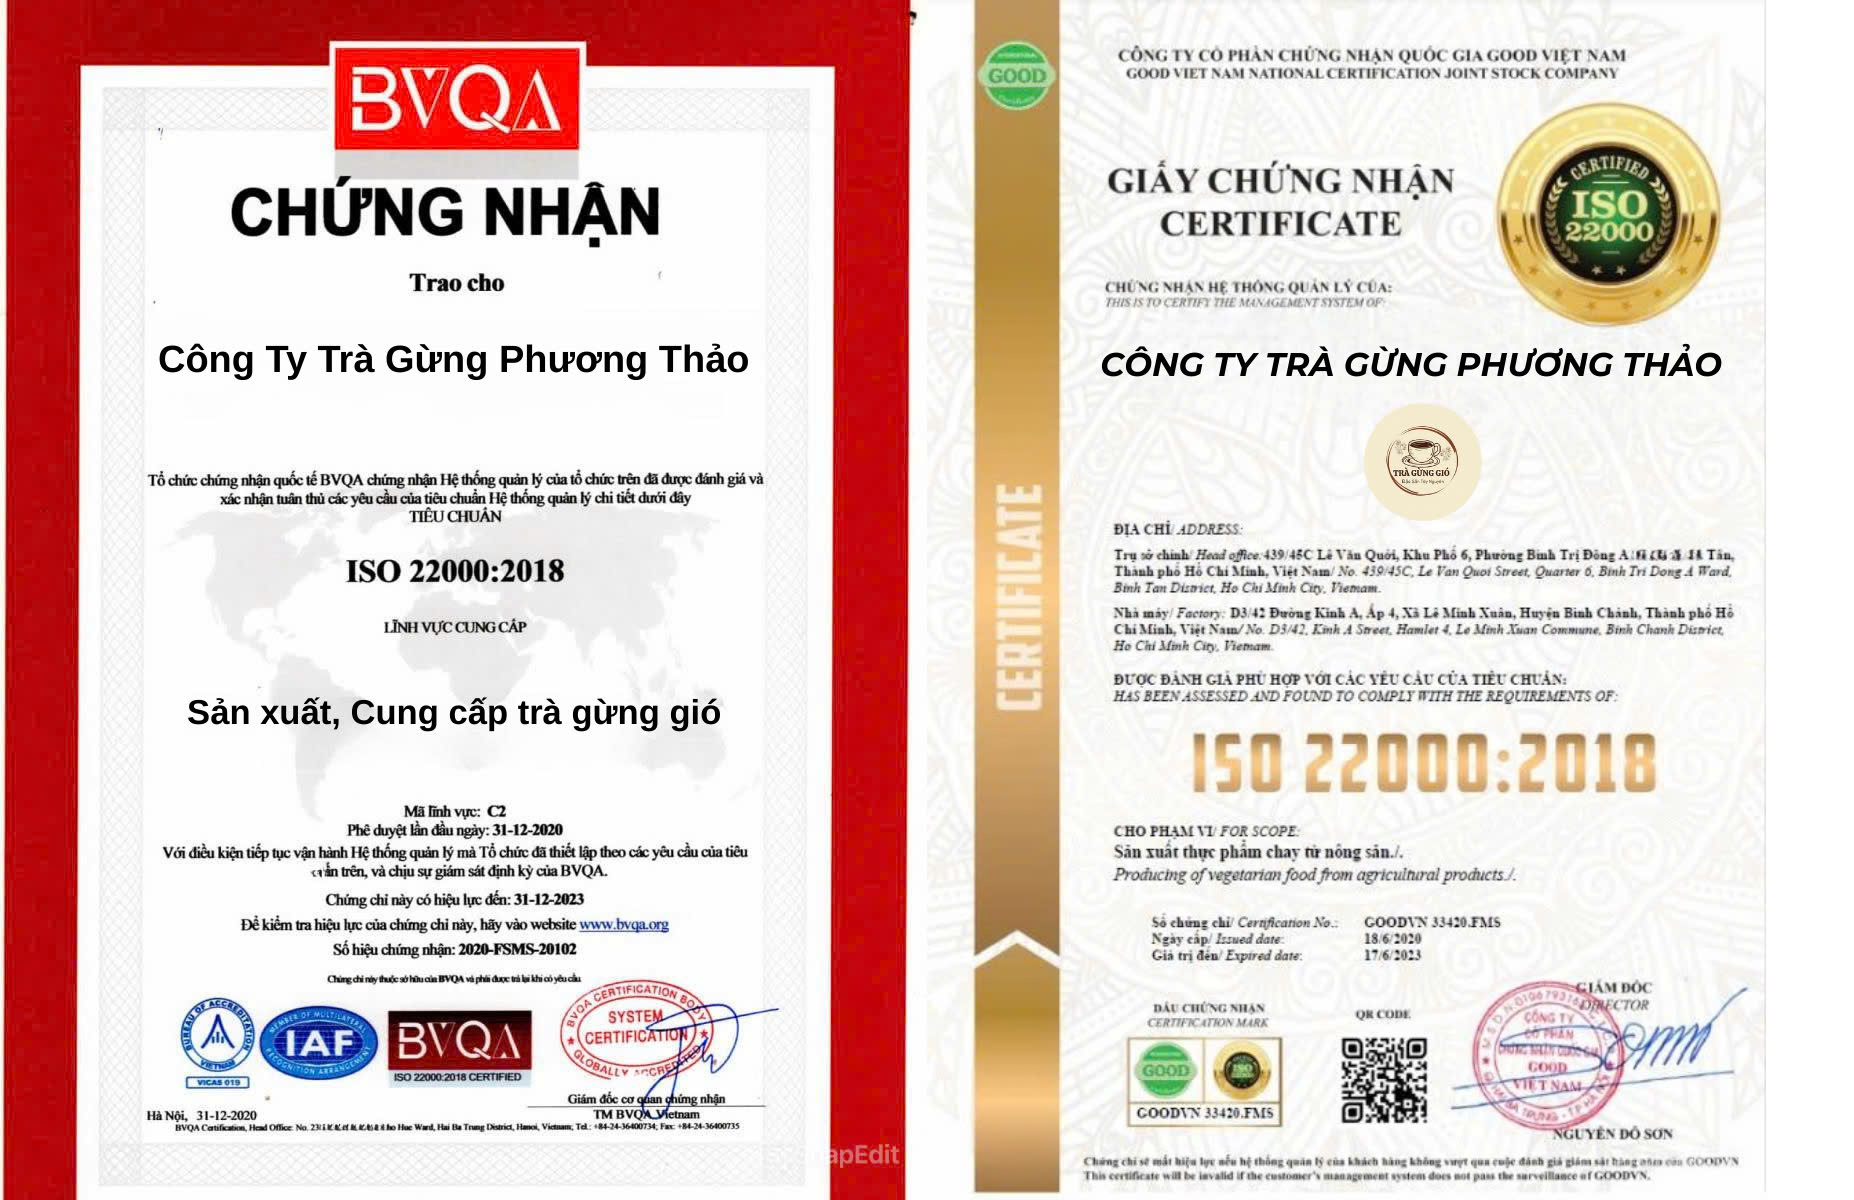 BVQA
CHỨNG NHẬN
Trao cho
Công Ty Trà Gừng Phương Thảo
Tổ chức chứng nhận quốc tế BVQA chứng nhận Hệ thống quản lý của tổ chức trên đã được đánh giá và
xác nhận tuân thủ các yêu cầu của tiêu chuẩn Hệ thống quản lý chi tiết dưới đây
TIÊU CHUẨN
ISO 22000:2018
LĨNH VỰC CUNG CẤP
Sản xuất, Cung cấp trà gừng gió
Mã lĩnh vực: C2
Phê duyệt lần đầu ngày: 31-12-2020
Với điều kiện tiếp tục vận hành Hệ thống quản lý mà Tổ chức đã thiết lập theo các yêu cầu của tiêu
trên, và chịu sự giám sát định kỳ của BVQA.
Chứng chỉ này có hiệu lực đến: 31-12-2023
Để kiểm tra hiệu lực của chứng chỉ này, hãy vào website www.bvqa.org
Số hiệu chứng nhận: 2020-FSMS-20102
Chứng chỉ này thuộc sở hữu của BVQA và phải được trả lại khi có yêu cầu
BUREAU OF ACCREDITATION
VIETNAM
VICAS 019
MEMBER OF MULTILATERAL
IAF
RECOGNITION ARRANGEMENT
BVQA
ISO 22000:2018 CERTIFIED
BVQA CERTIFICATION BODY
SYSTEM
CERTIFICATION
GLOBALLY ACCREDITED
Giám đốc cơ quan chứng nhận
TM BVQA Vietnam
Hà Nội, 31-12-2020
BVQA Certification, Head Office: No. Hue Ward, Hai Ba Trung District, Hanoi, Vietnam; Tel.: +84-24-36400734; Fax: +84-24-36400735
apEdit
GOOD
CERTIFICATE
CÔNG TY CỔ PHẦN CHỨNG NHẬN QUỐC GIA GOOD VIỆT NAM
GOOD VIET NAM NATIONAL CERTIFICATION JOINT STOCK COMPANY
GIẤY CHỨNG NHẬN
CERTIFICATE
CERTIFIED
ISO
22000
CHỨNG NHẬN HỆ THỐNG QUẢN LÝ CỦA:
THIS IS TO CERTIFY THE MANAGEMENT SYSTEM OF:
CÔNG TY TRÀ GỪNG PHƯƠNG THẢO
TRÀ GỪNG GIÓ
Đặc Sản Tây Nguyên
ĐỊA CHỈ/ ADDRESS:
Trụ sở chính/ Head office: 439/45C Lê Văn Quới, Khu Phố 6, Phường Bình Trị Đông A, Tân,
Thành phố Hồ Chí Minh, Việt Nam/ No. 439/45C, Le Van Quoi Street, Quarter 6, Binh Tri Dong A Ward,
Binh Tan District, Ho Chi Minh City, Vietnam.
Nhà máy/ Factory: D3/42 Đường Kinh A, Ấp 4, Xã Lê Minh Xuân, Huyện Bình Chánh, Thành phố Hồ
Chí Minh, Việt Nam/ No. D3/42, Kinh A Street, Hamlet 4, Le Minh Xuan Commune, Binh Chanh District,
Ho Chi Minh City, Vietnam.
ĐƯỢC ĐÁNH GIÁ PHÙ HỢP VỚI CÁC YÊU CẦU CỦA TIÊU CHUẨN:
HAS BEEN ASSESSED AND FOUND TO COMPLY WITH THE REQUIREMENTS OF:
ISO 22000:2018
CHO PHẠM VI/ FOR SCOPE:
Sản xuất thực phẩm chay từ nông sản./.
Producing of vegetarian food from agricultural products./.
Số chứng chỉ/ Certification No.: GOODVN 33420.FMS
Ngày cấp/ Issued date: 18/6/2020
Giá trị đến/ Expired date: 17/6/2023
DẤU CHỨNG NHẬN
CERTIFICATION MARK
GOOD
ISO
GOODVN 33420.FMS
QR CODE
GIÁM ĐỐC
DIRECTOR
CÔNG TY
CỔ PHẦN
CHỨNG NHẬN QUỐC GIA
GOOD
VIỆT NAM
NGUYỄN ĐỖ SƠN
Chứng chỉ sẽ mất hiệu lực nếu hệ thống quản lý của khách hàng không vượt qua cuộc đánh giá giám sát hàng năm của GOODVN
This certificate will be invalid if the customer's management system does not pass the surveillance of GOODVN.